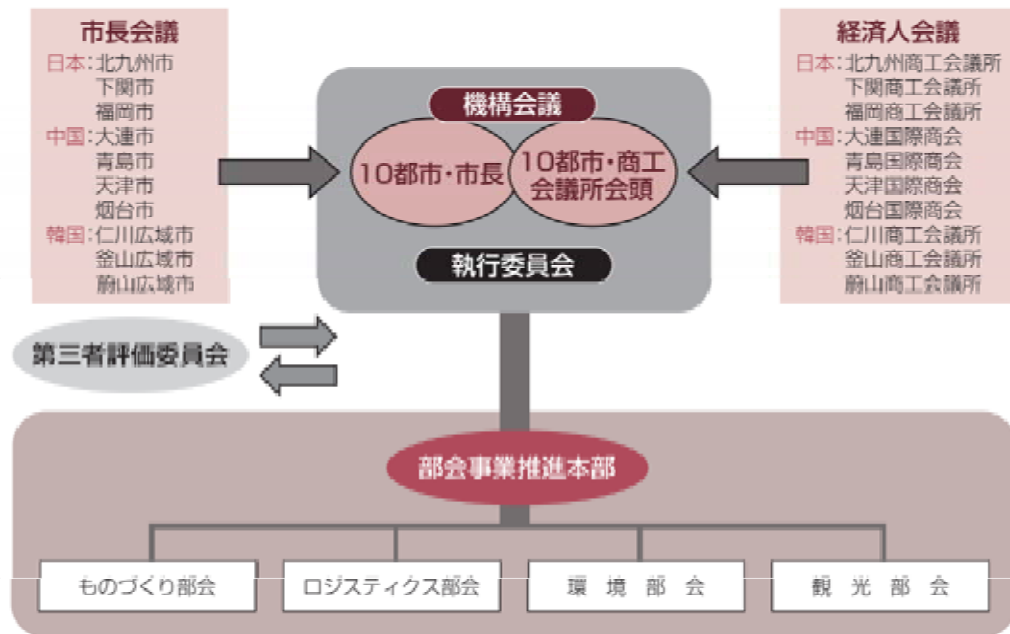 市長会議
日本:北九州市
下関市
福岡市
中国:大連市
青島市
天津市
烟台市
韓国:仁川広域市
釜山広域市
蔚山広域市
機構会議
10都市・市長
10都市・商工
会議所会頭
執行委員会
経済人会議
日本:北九州商工会議所
下関商工会議所
福岡商工会議所
中国:大連国際商会
青島国際商会
天津国際商会
烟台国際商会
韓国:仁川商工会議所
釜山商工会議所
蔚山商工会議所
第三者評価委員会
部会事業推進本部
ものづくり部会
ロジスティクス部会
環境部会
観光部会